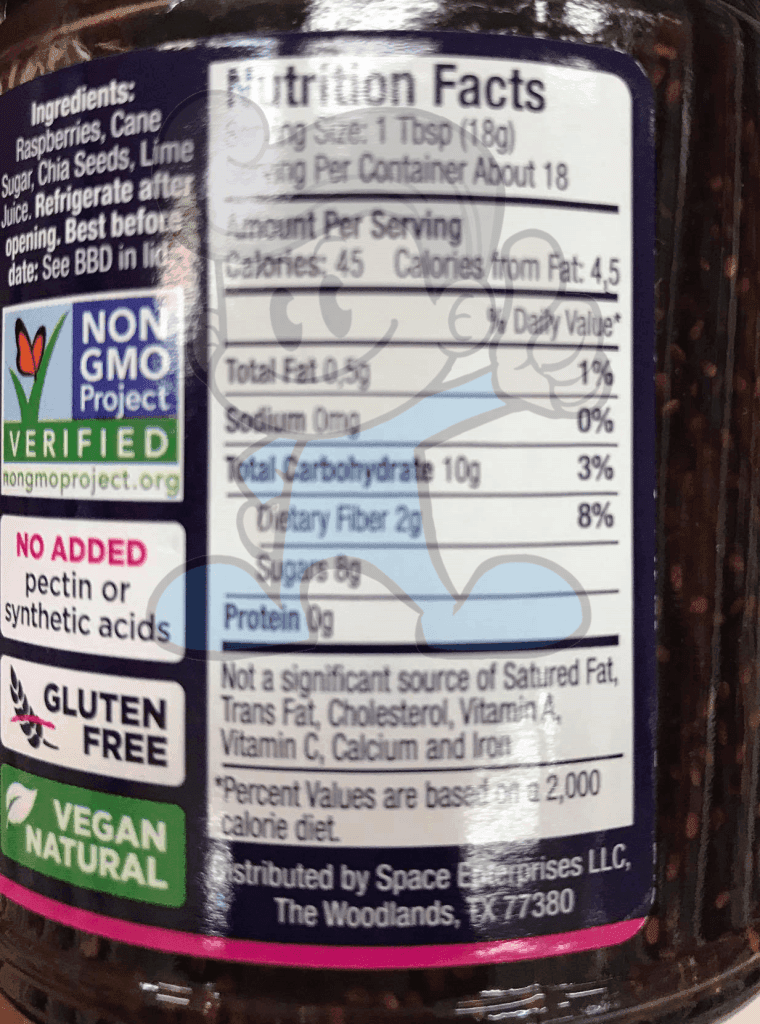 Ingredients:
Raspberries, Cane
Sugar, Chia Seeds, Lime
Juice. Refrigerate after
opening. Best before
date: See BBD in lid
NON
GMO
Project
VERIFIED
nongmoproject.org
NO ADDED
pectin or
synthetic acids
GLUTEN
FREE
VEGAN
NATURAL
Nutrition Facts
Size: 1 Tbsp (18g)
Per Container About 18
Amount Per Serving
Calories: 45 Calories from Fat: 4,5
% Daily Value*
Total Fat 0,5g 1%
Sodium 0mg 0%
Total Carbohydrate 10g 3%
Dietary Fiber 2g 8%
Sugars 8g
Protein 0g
Not a significant source of Satured Fat,
Trans Fat, Cholesterol, Vitamin A,
Vitamin C, Calcium and Iron
*Percent Values are based on a 2,000
calorie diet.
Distributed by Space Enterprises LLC,
The Woodlands, TX 77380